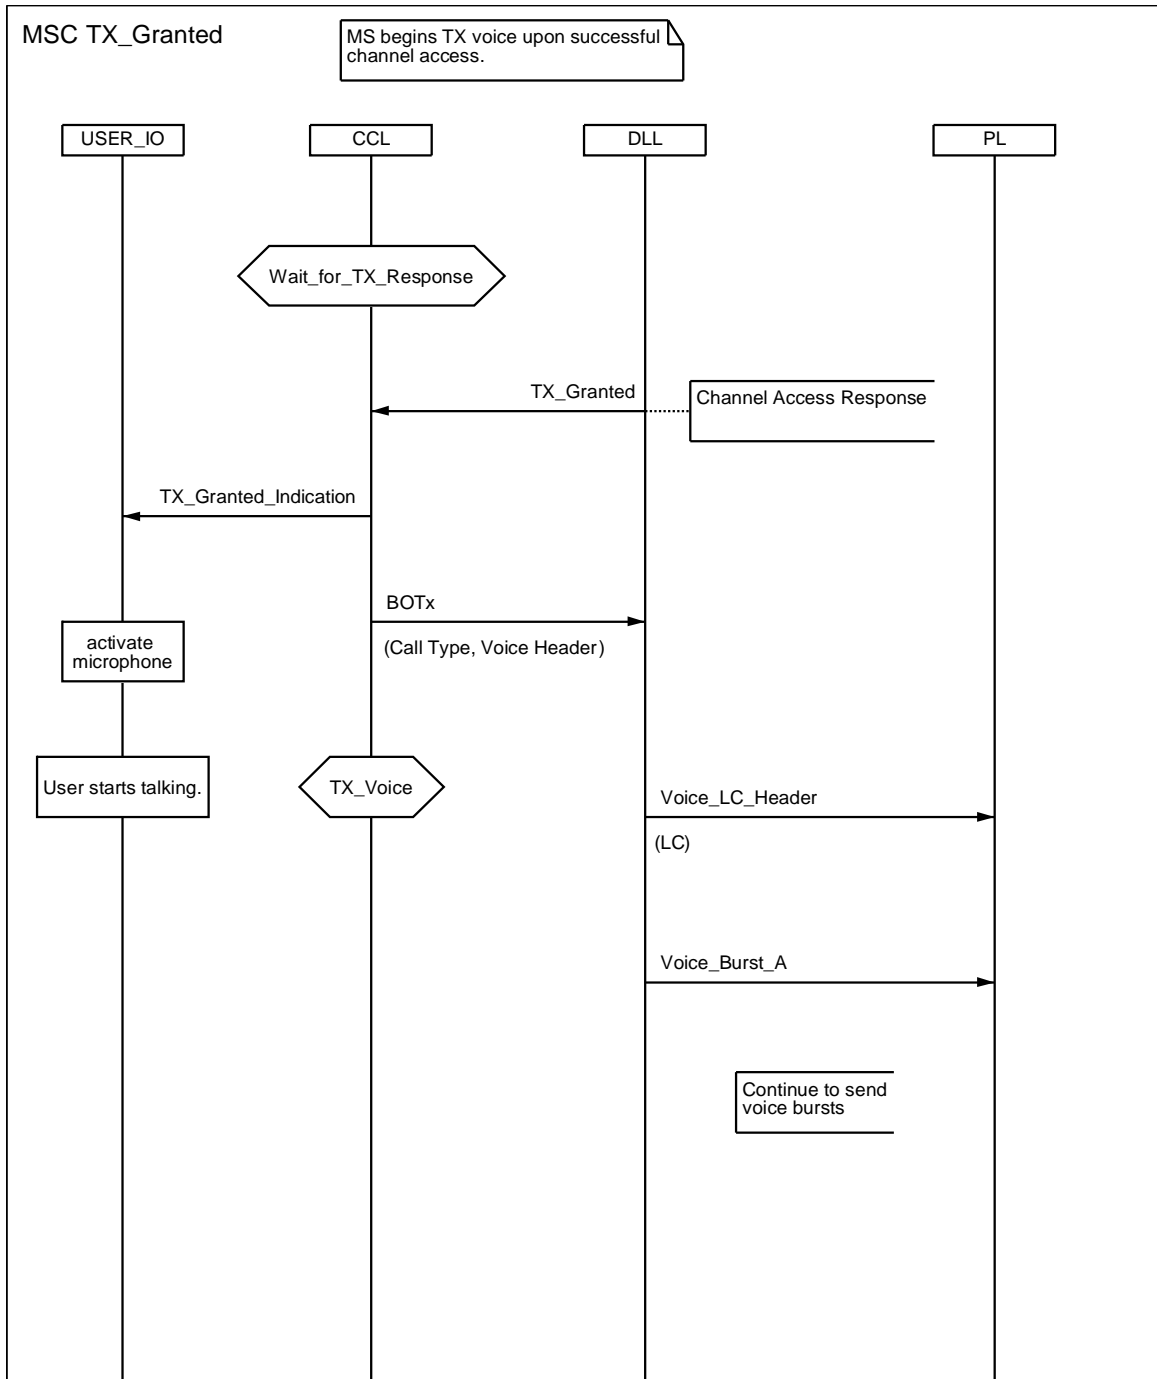 MSC TX_Granted
MS begins TX voice upon successful
channel access.
USER_IO
CCL
DLL
PL
Wait_for_TX_Response
TX_Granted
Channel Access Response
TX_Granted_Indication
BOTx
(Call Type, Voice Header)
activate
microphone
User starts talking.
TX_Voice
Voice_LC_Header
(LC)
Voice_Burst_A
Continue to send
voice bursts